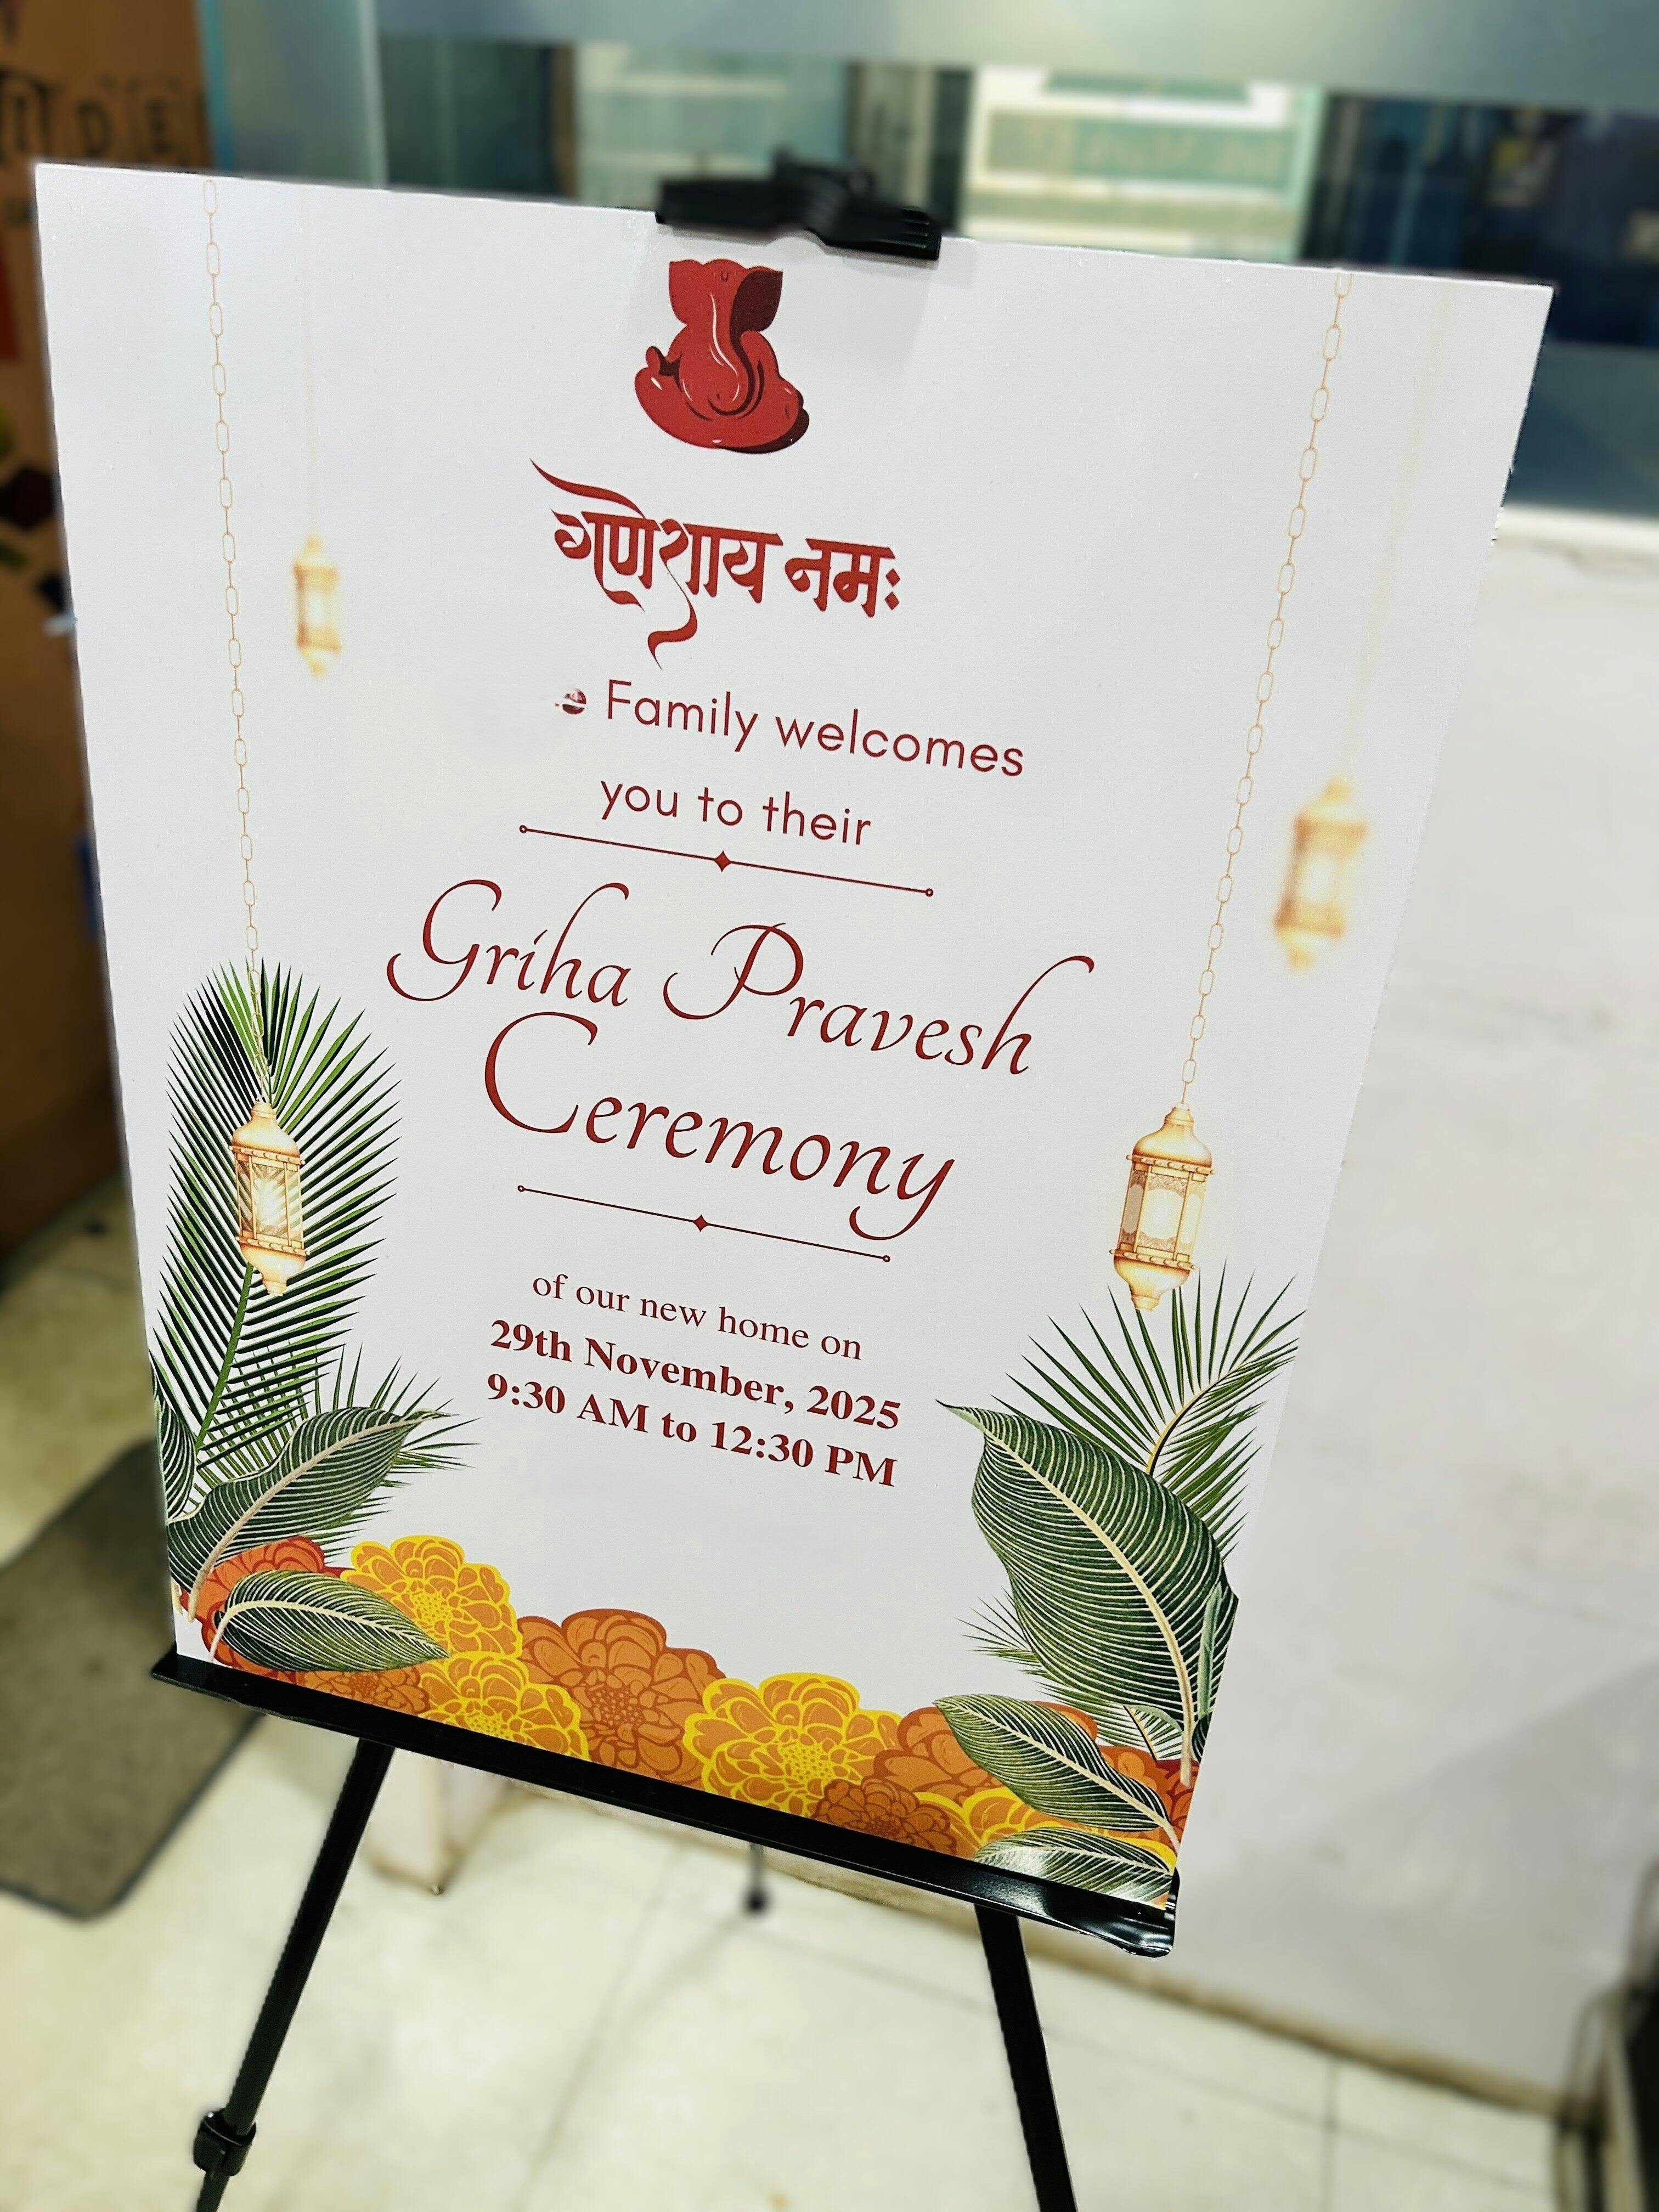 गणेशाय नमः
Family welcomes
you to their
Griha Pravesh
Ceremony
of our new home on
29th November, 2025
9:30 AM to 12:30 PM